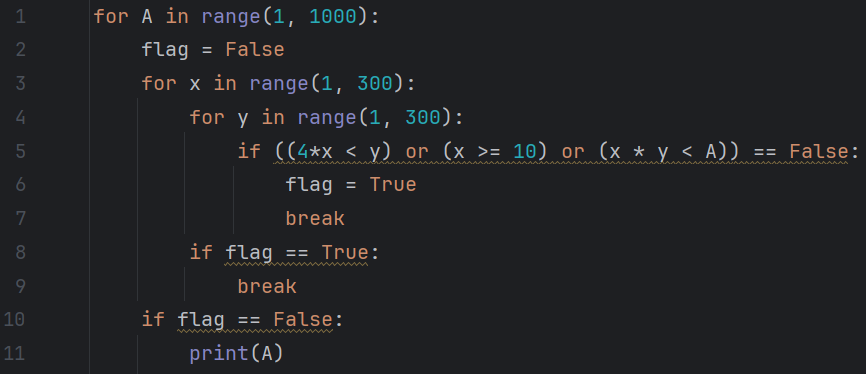 1 for A in range(1, 1000):
2     flag = False
3     for x in range(1, 300):
4         for y in range(1, 300):
5             if ((4*x < y) or (x >= 10) or (x * y < A)) == False:
6                 flag = True
7                 break
8         if flag == True:
9             break
10     if flag == False:
11         print(A)